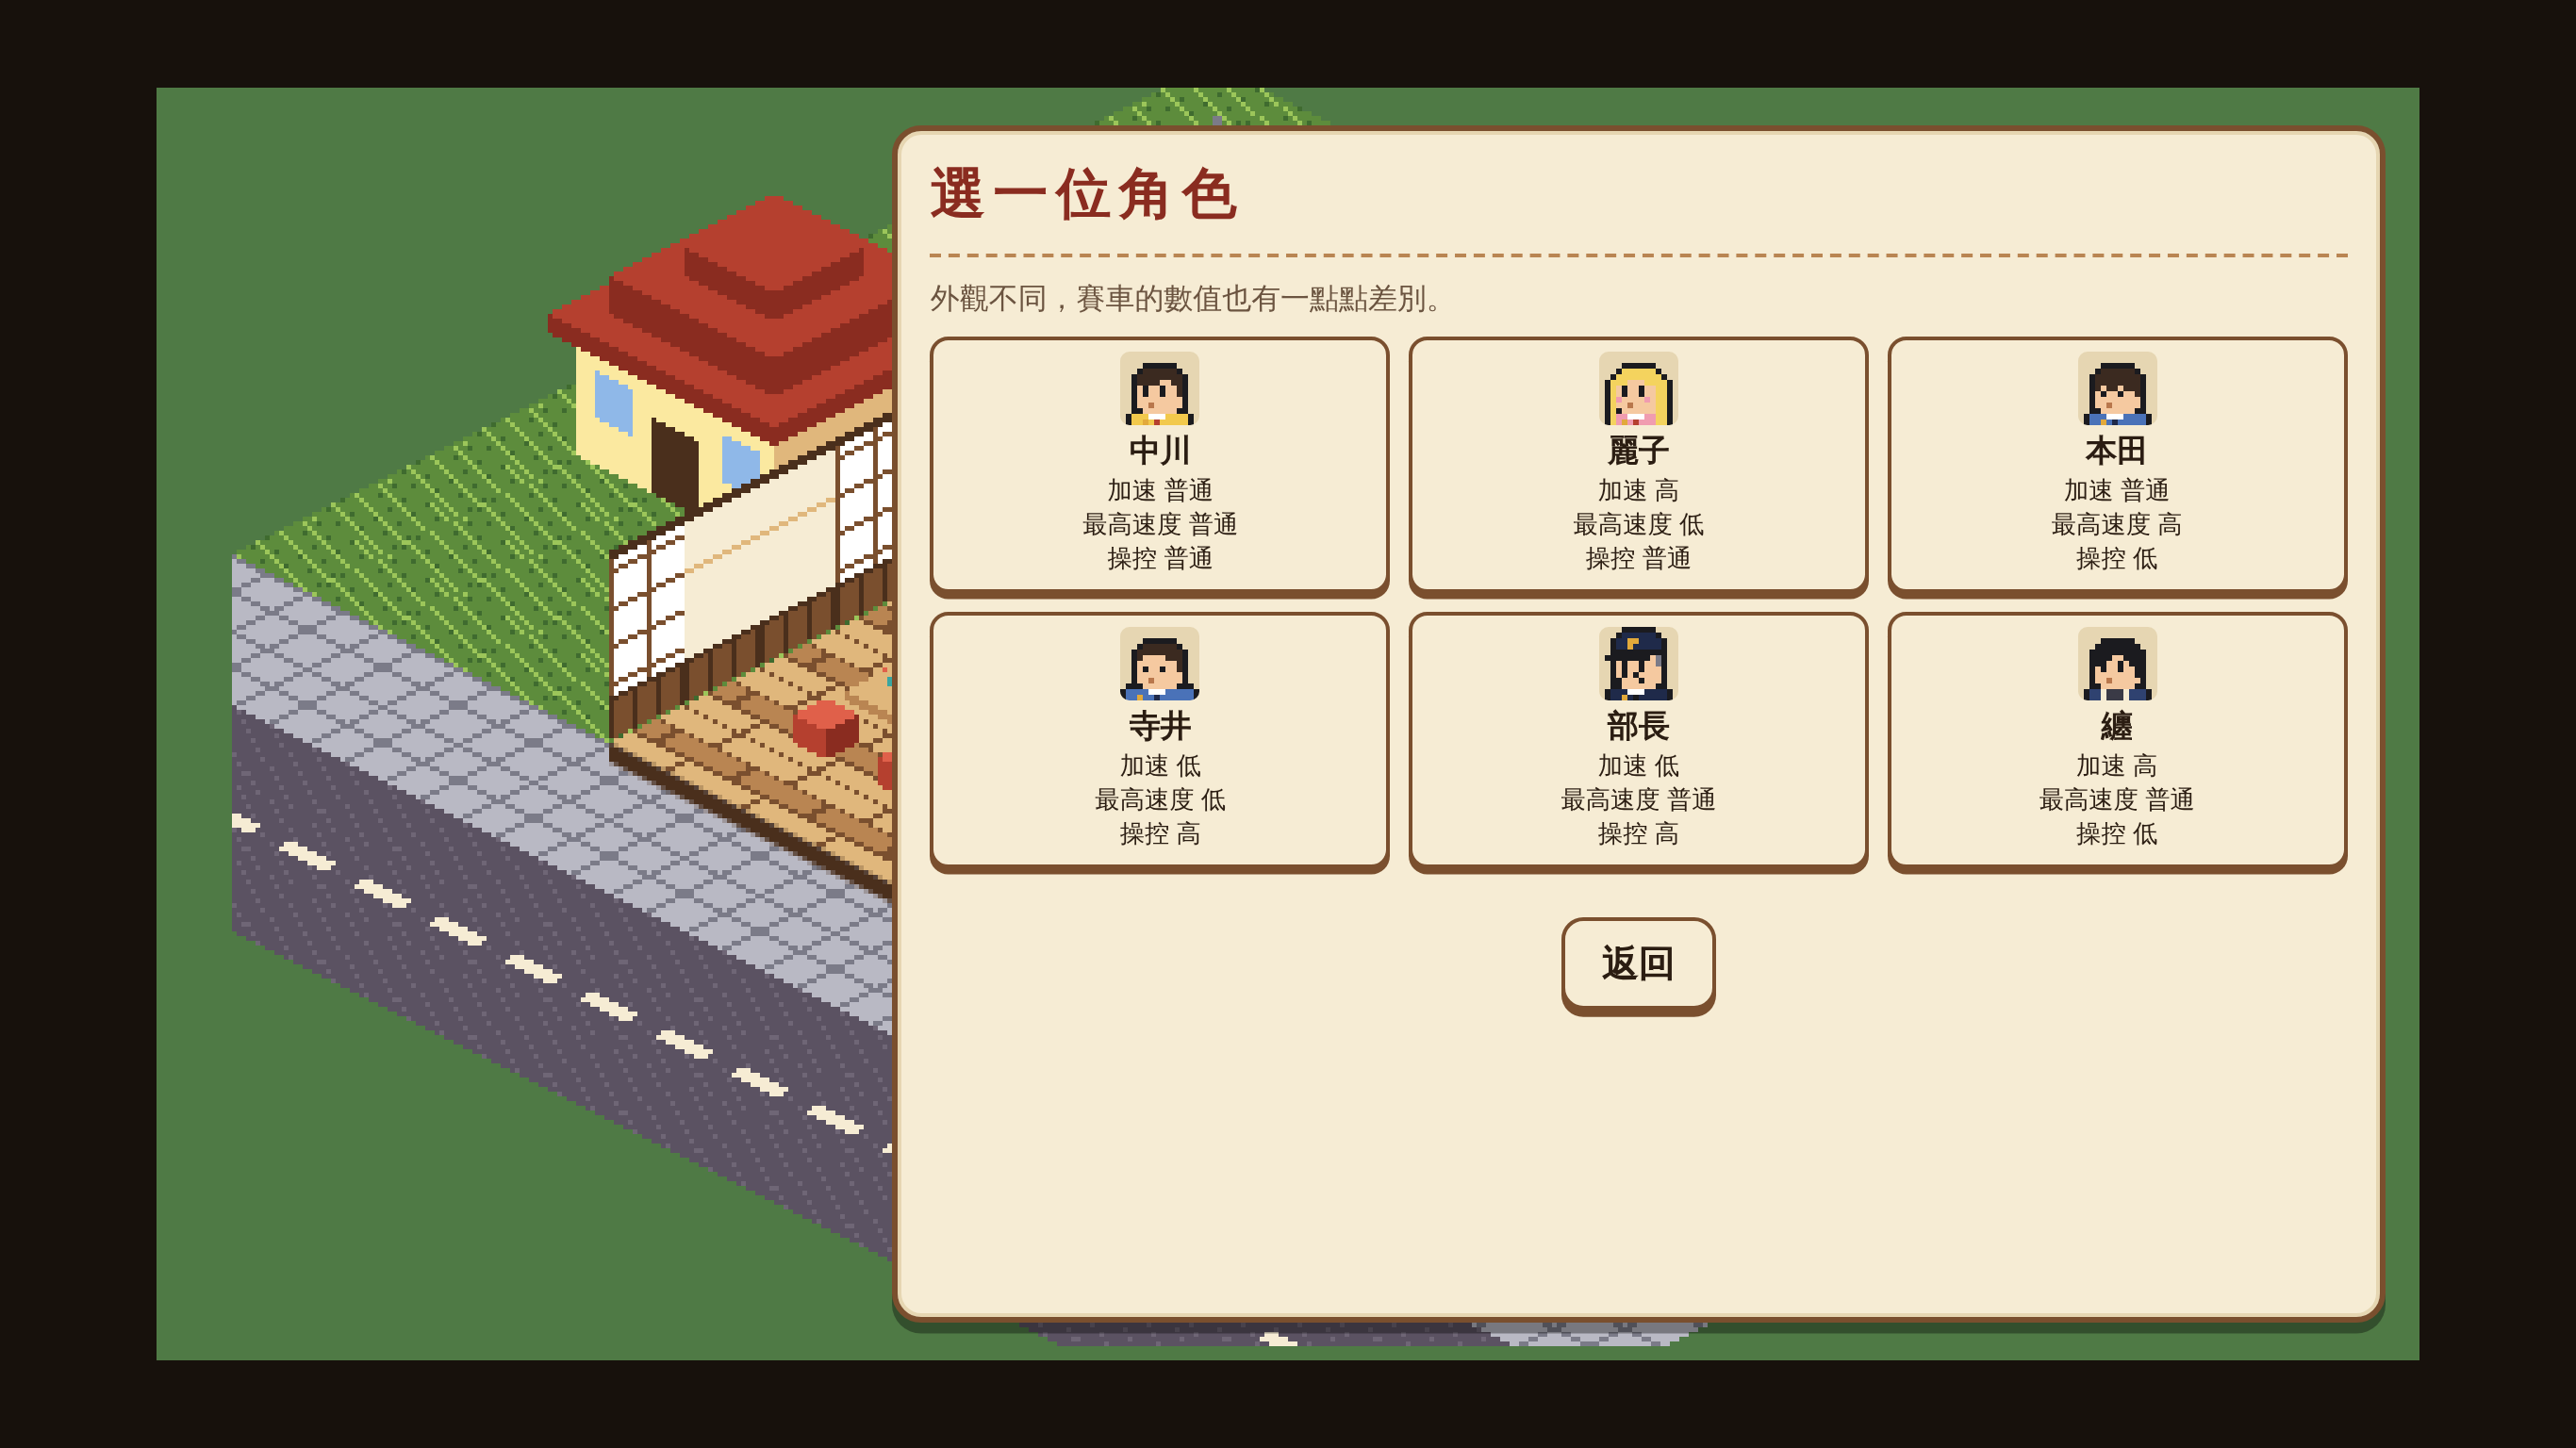 選一位角色
外觀不同，賽車的數值也有一點點差別。
中川
加速 普通
最高速度 普通
操控 普通
麗子
加速 高
最高速度 低
操控 普通
本田
加速 普通
最高速度 高
操控 低
寺井
加速 低
最高速度 低
操控 高
部長
加速 低
最高速度 普通
操控 高
纏
加速 高
最高速度 普通
操控 低
返回